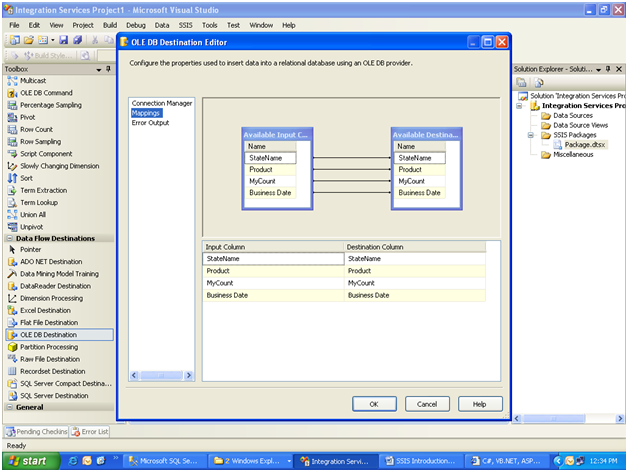 Integration Services Project1 - Microsoft Visual Studio
File Edit View Project Build Debug Data SSIS Tools Test Window Help
Build Style...
Toolbox
Multicast
OLE DB Command
Percentage Sampling
Pivot
Row Count
Row Sampling
Script Component
Slowly Changing Dimension
Sort
Term Extraction
Term Lookup
Union All
Unpivot
Data Flow Destinations
Pointer
ADO NET Destination
Data Mining Model Training
DataReader Destination
Dimension Processing
Excel Destination
Flat File Destination
OLE DB Destination
Partition Processing
Raw File Destination
Recordset Destination
SQL Server Compact Destina...
SQL Server Destination
General
OLE DB Destination Editor
Configure the properties used to insert data into a relational database using an OLE DB provider.
Connection Manager
Mappings
Error Output
Available Input C...
Name
StateName
Product
MyCount
Business Date
Available Destina...
Name
StateName
Product
MyCount
Business Date
Input Column Destination Column
StateName StateName
Product Product
MyCount MyCount
Business Date Business Date
OK Cancel Help
Solution Explorer - Soluti...
Solution 'Integration Services Pr
Integration Services Pro
Data Sources
Data Source Views
SSIS Packages
Package.dtsx
Miscellaneous
Pending Checkins Error List
Ready
start
Microsoft SQL Se...
2 Windows Expl...
Integration Servi...
SSIS Introduction...
C#, VB.NET, ASP...
12:34 PM